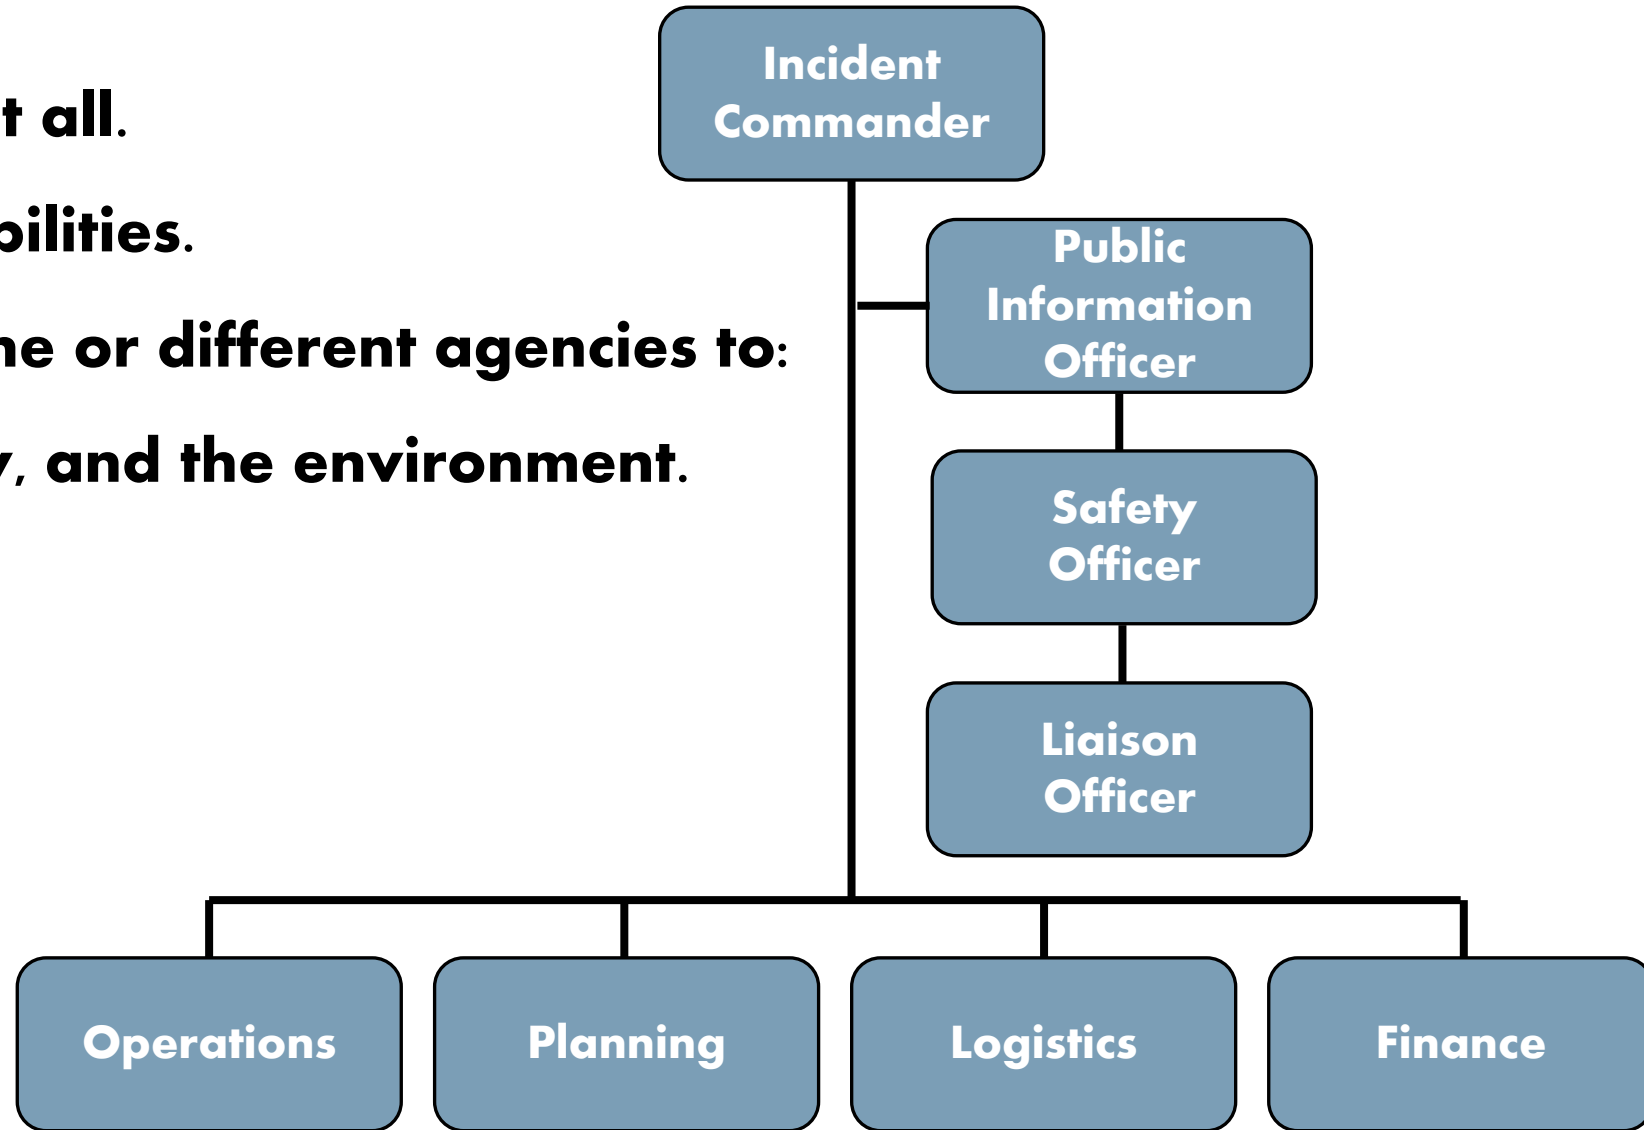 t all.
bilities.
ne or different agencies to:
, and the environment.
Incident
Commander
Public
Information
Officer
Safety
Officer
Liaison
Officer
Operations
Planning
Logistics
Finance